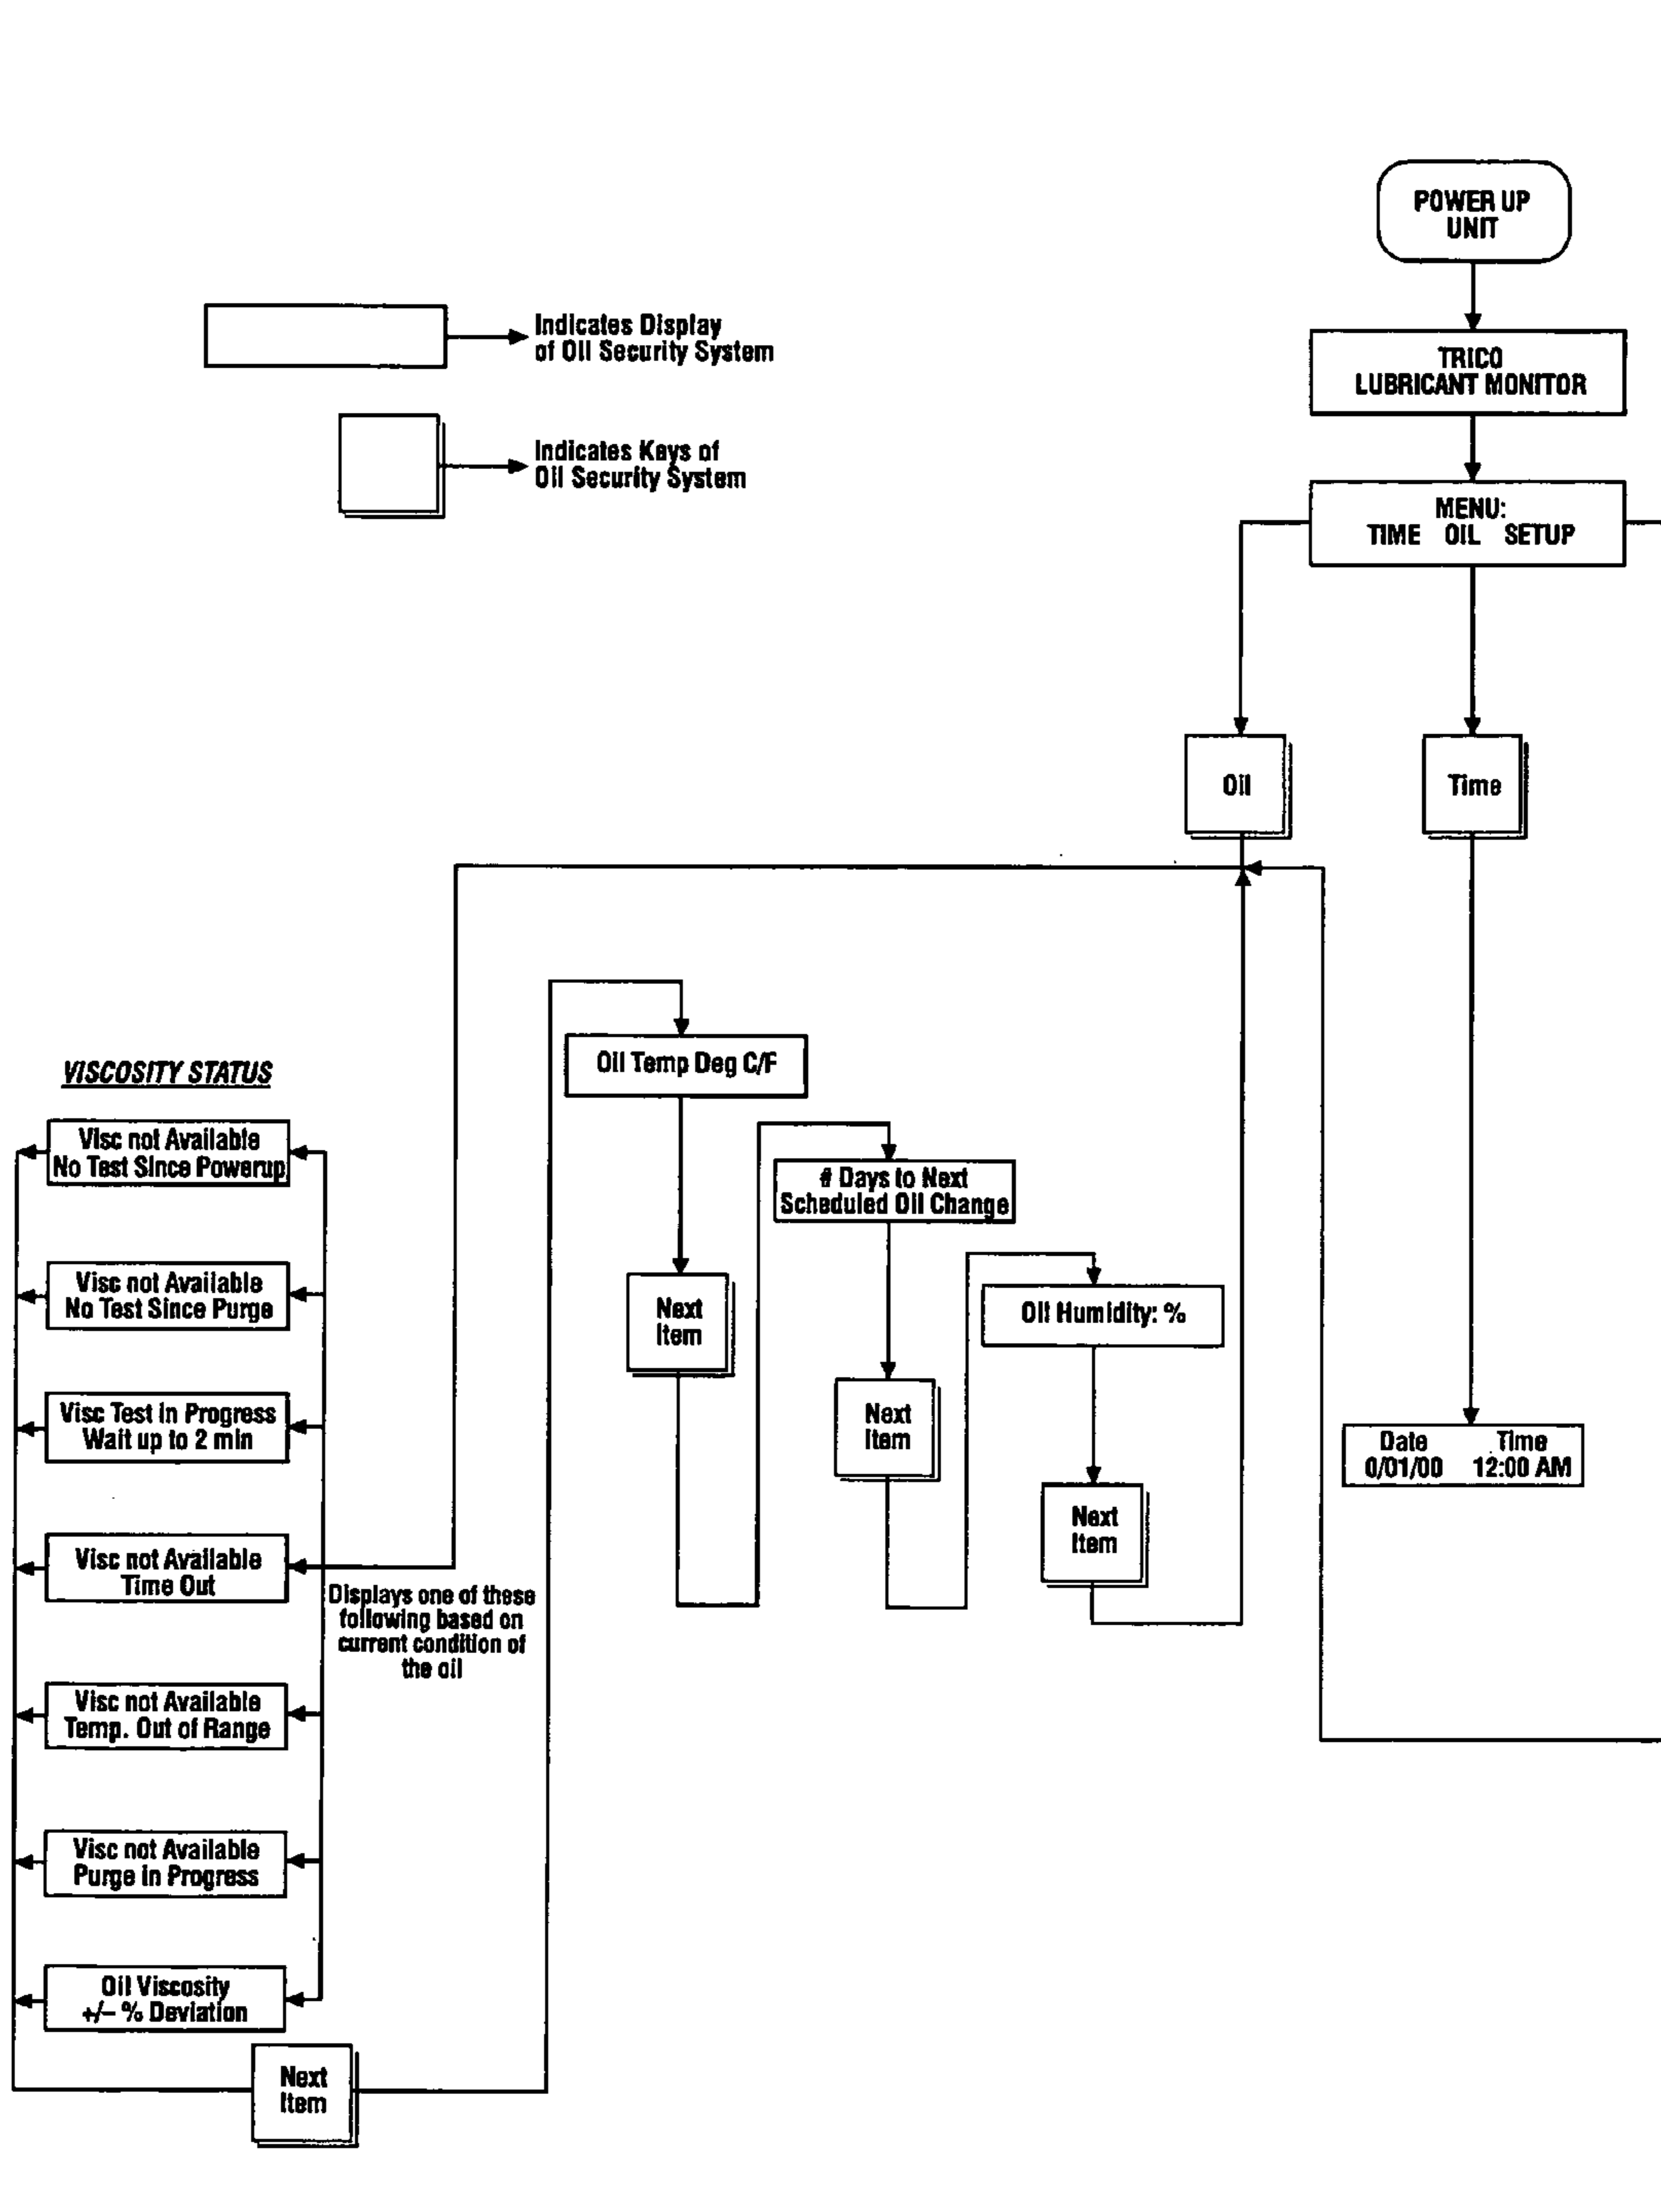 POWER UP
UNIT
Indicates Display
of Oil Security System
TRICO
LUBRICANT MONITOR
Indicates Keys of
Oil Security System
MENU:
TIME OIL SETUP
Oil
Time
Oil Temp Deg C/F
VISCOSITY STATUS
Visc not Available
No Test Since Powerup
# Days to Next
Scheduled Oil Change
Visc not Available
No Test Since Purge
Next
Item
Oil Humidity: %
Visc Test in Progress
Wait up to 2 min
Next
Item
Date Time
0/01/00 12:00 AM
Next
Item
Visc not Available
Time Out
Displays one of these
following based on
current condition of
the oil
Visc not Available
Temp. Out of Range
Visc not Available
Purge in Progress
Oil Viscosity
+/– % Deviation
Next
Item